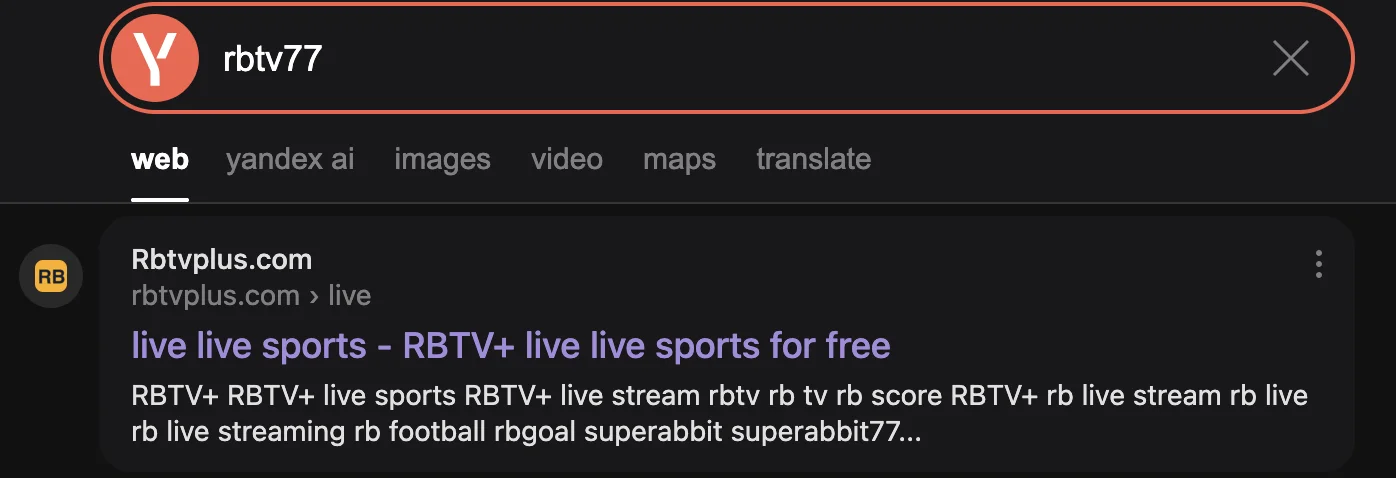 Y rbtv77
web yandex ai images video maps translate
Rbtvplus.com
RB
rbtvplus.com › live
live live sports - RBTV+ live live sports for free
RBTV+ RBTV+ live sports RBTV+ live stream rbtv rb tv rb score RBTV+ rb live stream rb live
rb live streaming rb football rbgoal superabbit superabbit77...